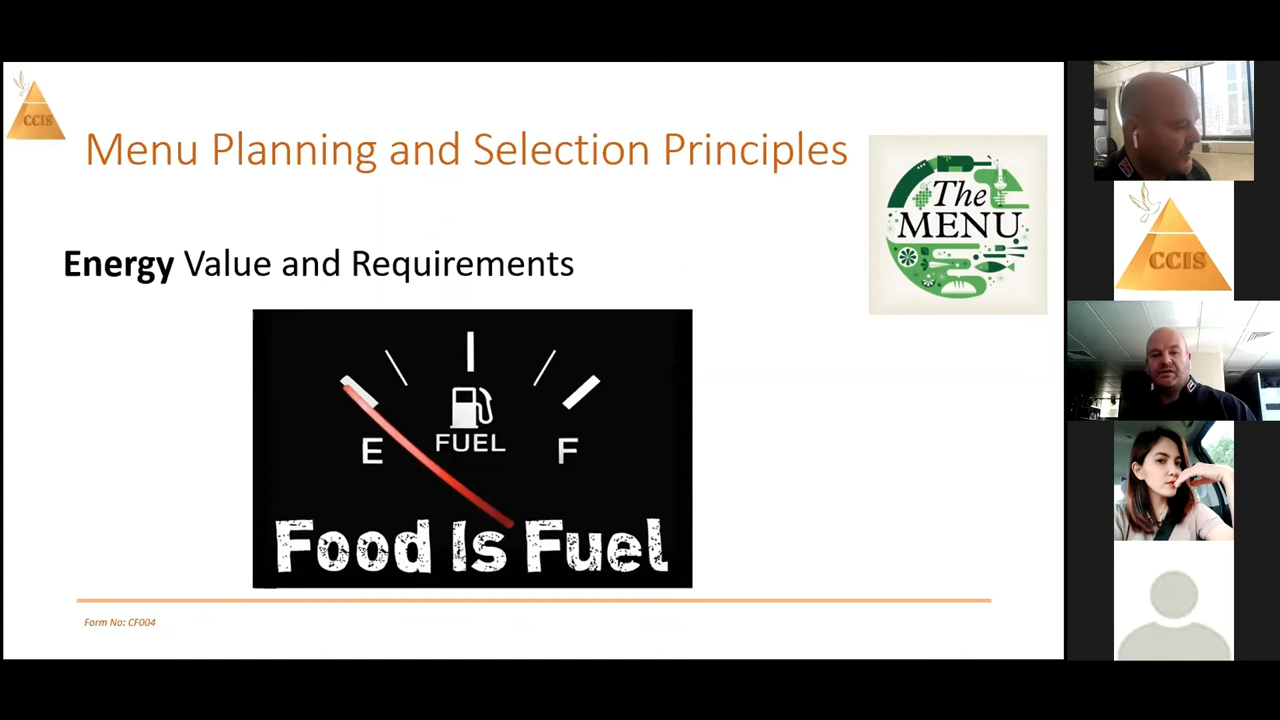 CCIS
Menu Planning and Selection Principles
The
MENU
Energy Value and Requirements
E
FUEL
F
Food Is Fuel
Form No: CF004
CCIS